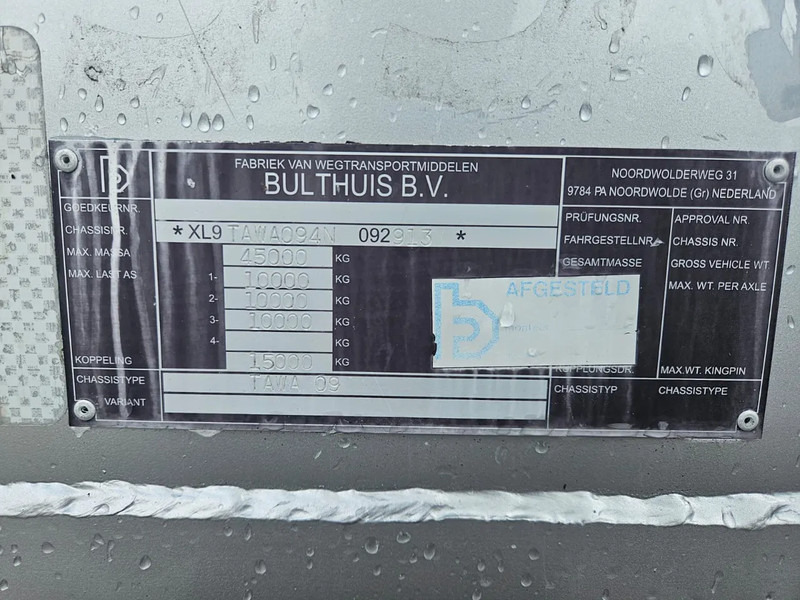 FABRIEK VAN WEGTRANSPORTMIDDELEN
BULTHUIS B.V.
NOORDWOLDERWEG 31
9784 PA NOORDWOLDE (Gr) NEDERLAND
GOEDKEURNR.
CHASSISNR. * XL9 TAWA094N 092913 *
MAX. MASSA 45000 KG
MAX. LAST AS 1- 10000 KG
2- 10000 KG
3- 10000 KG
4- KG
KOPPELING 15000 KG
CHASSISTYPE TAWA 09
VARIANT
PRÜFUNGSNR. APPROVAL NR.
FAHRGESTELLNR. CHASSIS NR.
GESAMTMASSE GROSS VEHICLE WT.
MAX. WT. PER AXLE
AFGESTELD
KUPPLUNGSDR. MAX.WT. KINGPIN
CHASSISTYP CHASSISTYPE